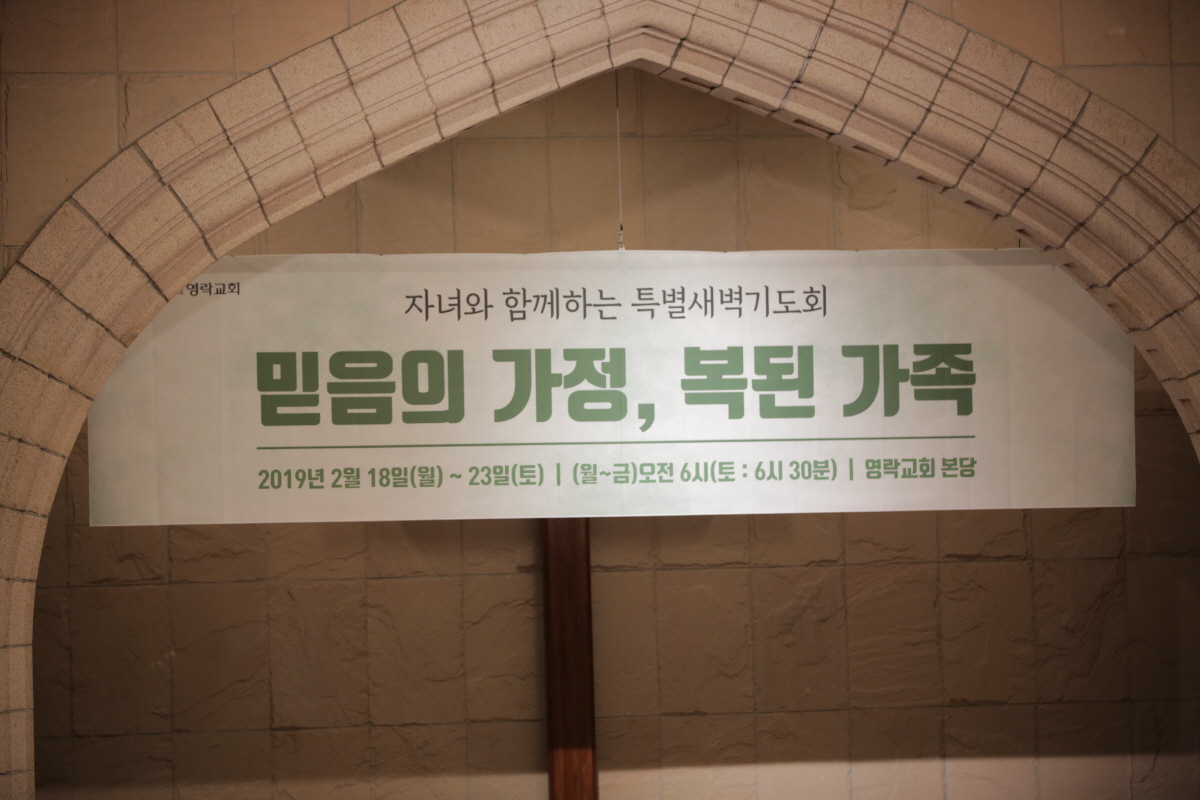 영락교회
자녀와 함께하는 특별새벽기도회
믿음의 가정, 복된 가족
2019년 2월 18일(월) ~ 23일(토) | (월~금)오전 6시(토 : 6시 30분) | 영락교회 본당